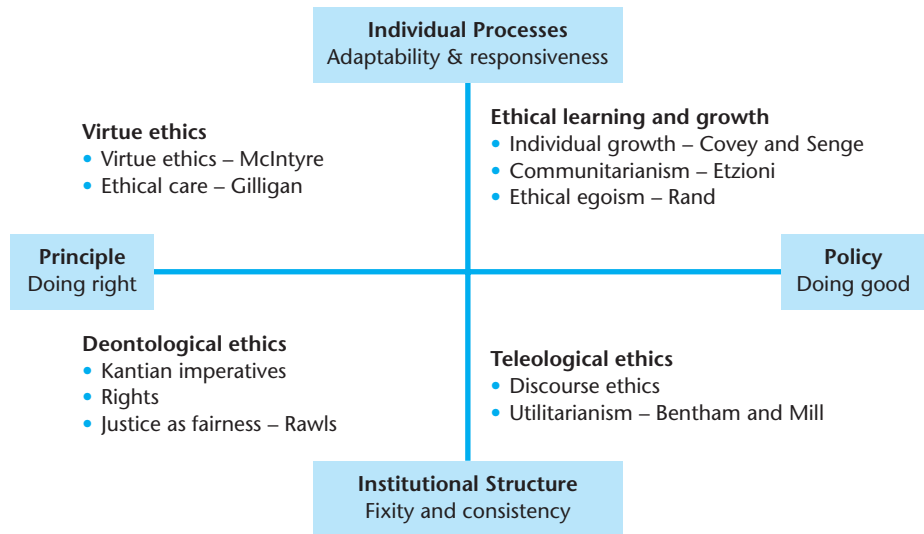 Individual Processes
Adaptability & responsiveness
Virtue ethics
• Virtue ethics – McIntyre
• Ethical care – Gilligan
Ethical learning and growth
• Individual growth – Covey and Senge
• Communitarianism – Etzioni
• Ethical egoism – Rand
Principle
Doing right
Policy
Doing good
Deontological ethics
• Kantian imperatives
• Rights
• Justice as fairness – Rawls
Teleological ethics
• Discourse ethics
• Utilitarianism – Bentham and Mill
Institutional Structure
Fixity and consistency